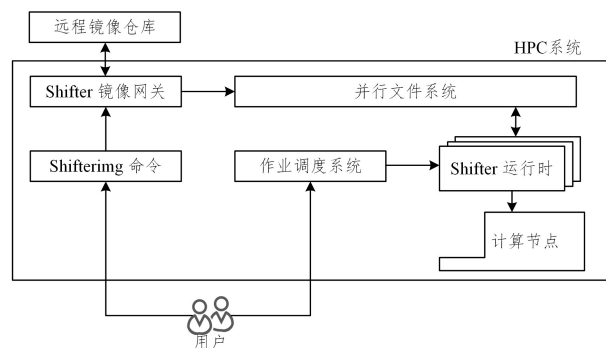 远程镜像仓库
HPC系统
Shifter 镜像网关
并行文件系统
Shifterimg 命令
作业调度系统
Shifter 运行时
计算节点
用户